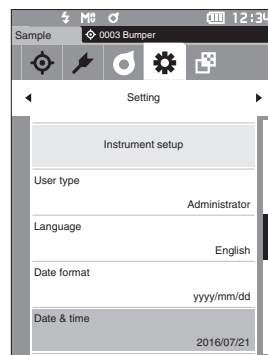 M0 12:34
Sample 0003 Bumper
Setting
Instrument setup
User type
Administrator
Language
English
Date format
yyyy/mm/dd
Date & time
2016/07/21